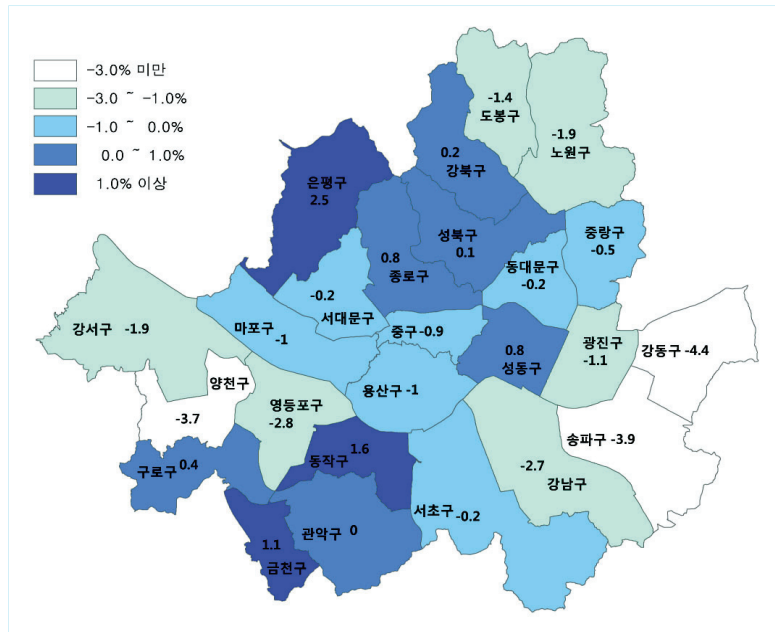 -3.0% 미만
-3.0 ~ -1.0%
-1.0 ~ 0.0%
0.0 ~ 1.0%
1.0% 이상
-1.4
도봉구
-1.9
노원구
0.2
강북구
은평구
2.5
성북구
0.1
중랑구
-0.5
0.8
종로구
동대문구
-0.2
-0.2
서대문구
강서구 -1.9
마포구
-1
중구 -0.9
0.8
성동구
광진구
-1.1
강동구 -4.4
양천구
-3.7
용산구 -1
영등포구
-2.8
송파구 -3.9
구로구 0.4
동작구 1.6
-2.7
강남구
서초구 -0.2
관악구 0
1.1
금천구